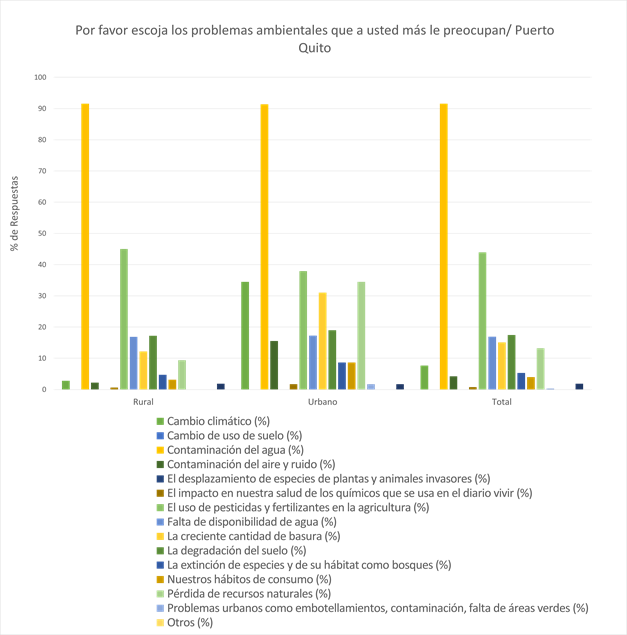 Por favor escoja los problemas ambientales que a usted más le preocupan/ Puerto
Quito
% de Respuestas
100
90
80
70
60
50
40
30
20
10
0
Rural
Urbano
Total
Cambio climático (%)
Cambio de uso de suelo (%)
Contaminación del agua (%)
Contaminación del aire y ruido (%)
El desplazamiento de especies de plantas y animales invasores (%)
El impacto en nuestra salud de los químicos que se usa en el diario vivir (%)
El uso de pesticidas y fertilizantes en la agricultura (%)
Falta de disponibilidad de agua (%)
La creciente cantidad de basura (%)
La degradación del suelo (%)
La extinción de especies y de su hábitat como bosques (%)
Nuestros hábitos de consumo (%)
Pérdida de recursos naturales (%)
Problemas urbanos como embotellamientos, contaminación, falta de áreas verdes (%)
Otros (%)